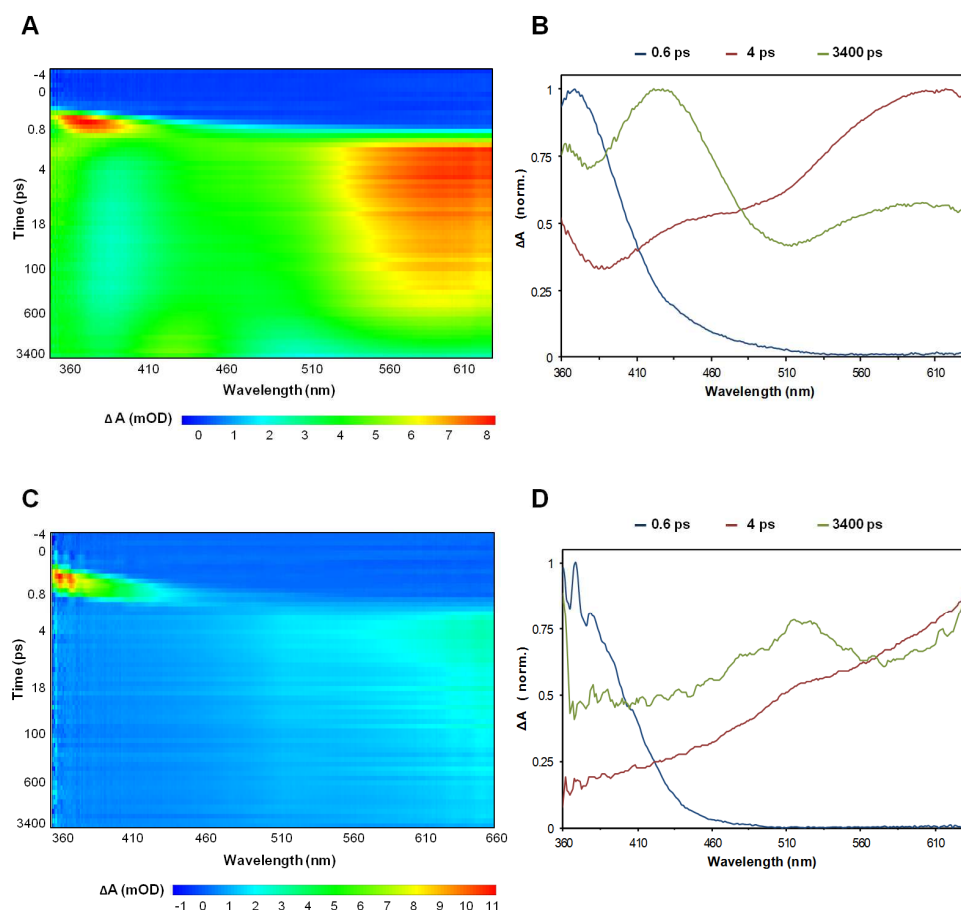 A
-4
0
0.8
4
18
100
600
3400
Time (ps)
360 410 460 510 560 610
Wavelength (nm)
Δ A (mOD)
0 1 2 3 4 5 6 7 8
B
0.6 ps 4 ps 3400 ps
1
0.75
0.5
0.25
0
ΔA (norm.)
360 410 460 510 560 610
Wavelength (nm)
C
-4
0
0.8
4
18
100
600
3400
Time (ps)
360 410 460 510 560 610 660
Wavelength (nm)
ΔA (mOD)
-1 0 1 2 3 4 5 6 7 8 9 10 11
D
0.6 ps 4 ps 3400 ps
1
0.75
0.5
0.25
0
ΔA ( norm.)
360 410 460 510 560 610
Wavelength (nm)